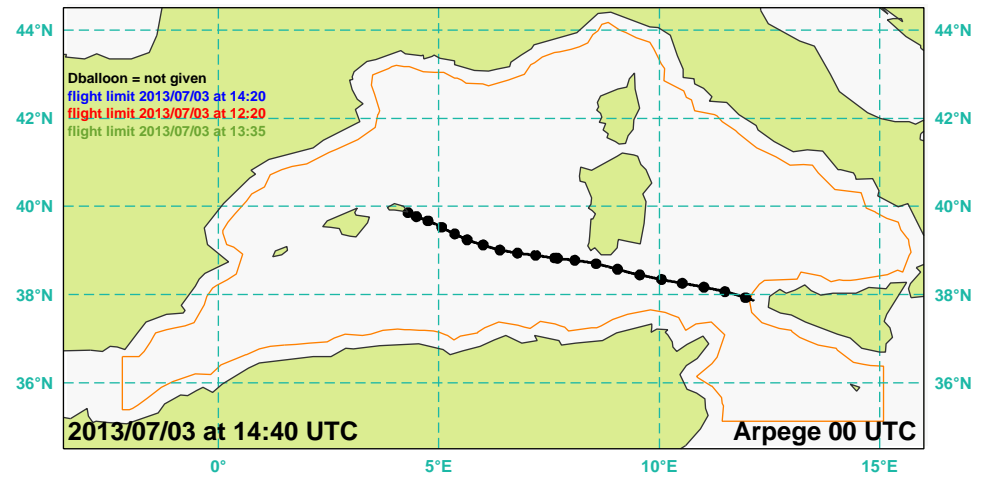 44°N 44°N
Dballoon = not given
flight limit 2013/07/03 at 14:20
flight limit 2013/07/03 at 12:20
42°N 42°N
flight limit 2013/07/03 at 13:35
40°N 40°N
38°N 38°N
36°N 36°N
2013/07/03 at 14:40 UTC Arpege 00 UTC
0° 5°E 10°E 15°E